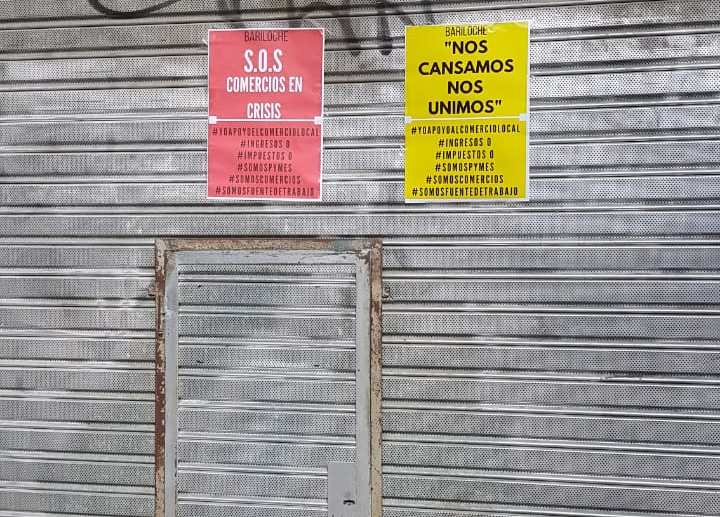 BARILOCHE
S.O.S
COMERCIOS EN
CRISIS
#YOAPOYOALCOMERCIOLOCAL
#INGRESOS 0
#IMPUESTOS 0
#SOMOSPYMES
#SOMOSCOMERCIOS
#SOMOSFUENTEDETRABAJO
BARILOCHE
"NOS
CANSAMOS
NOS
UNIMOS"
#YOAPOYOALCOMERCIOLOCAL
#INGRESOS 0
#IMPUESTOS 0
#SOMOSPYMES
#SOMOSCOMERCIOS
#SOMOSFUENTEDETRABAJO